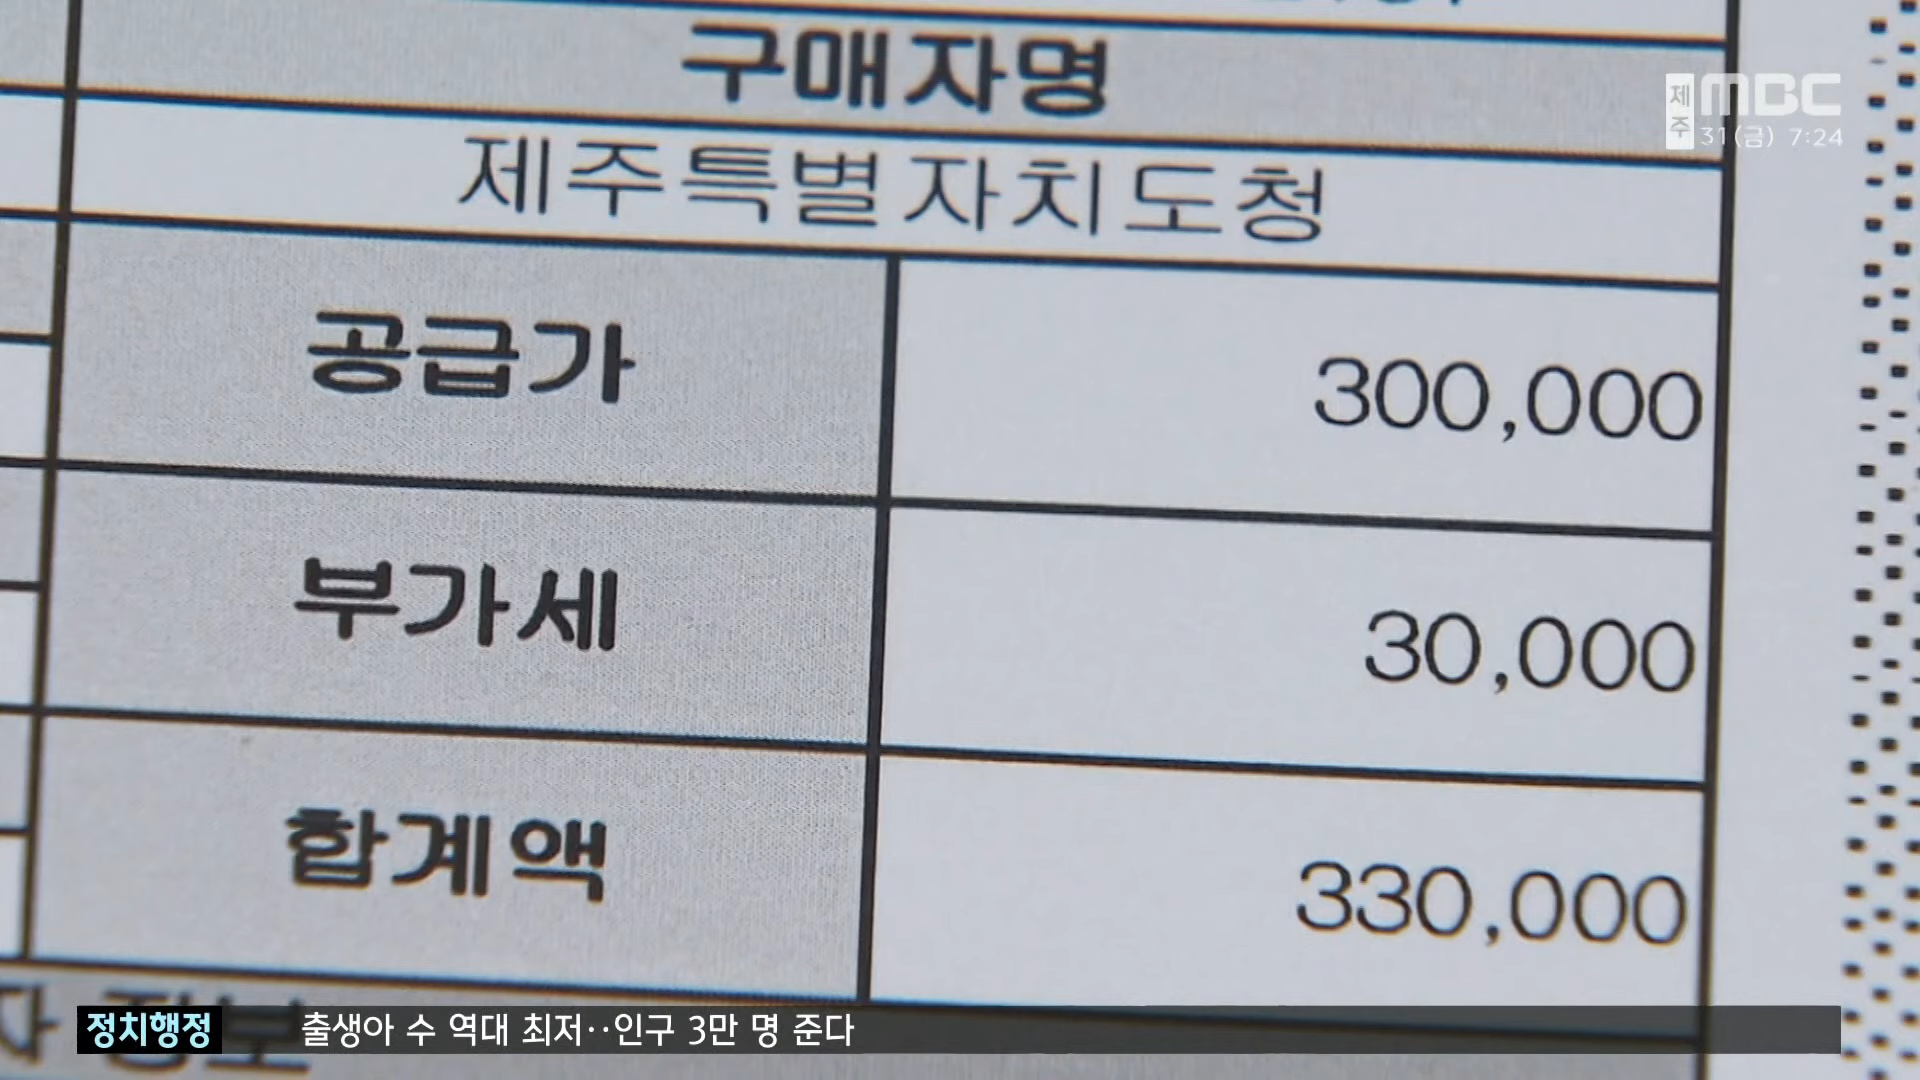 구매자명
제주 MBC
31(금) 7:24
제주특별자치도청
공급가 300,000
부가세 30,000
합계액 330,000
정치행정 출생아 수 역대 최저‥인구 3만 명 준다